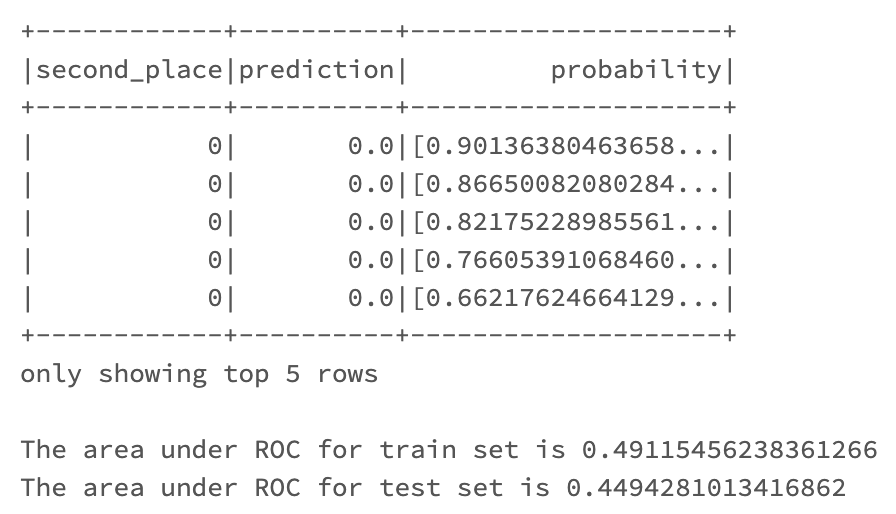 +------------+----------+--------------------+
|second_place|prediction|         probability|
+------------+----------+--------------------+
|           0|       0.0|[0.90136380463658...|
|           0|       0.0|[0.86650082080284...|
|           0|       0.0|[0.82175228985561...|
|           0|       0.0|[0.76605391068460...|
|           0|       0.0|[0.66217624664129...|
+------------+----------+--------------------+
only showing top 5 rows
The area under ROC for train set is 0.49115456238361266
The area under ROC for test set is 0.4494281013416862